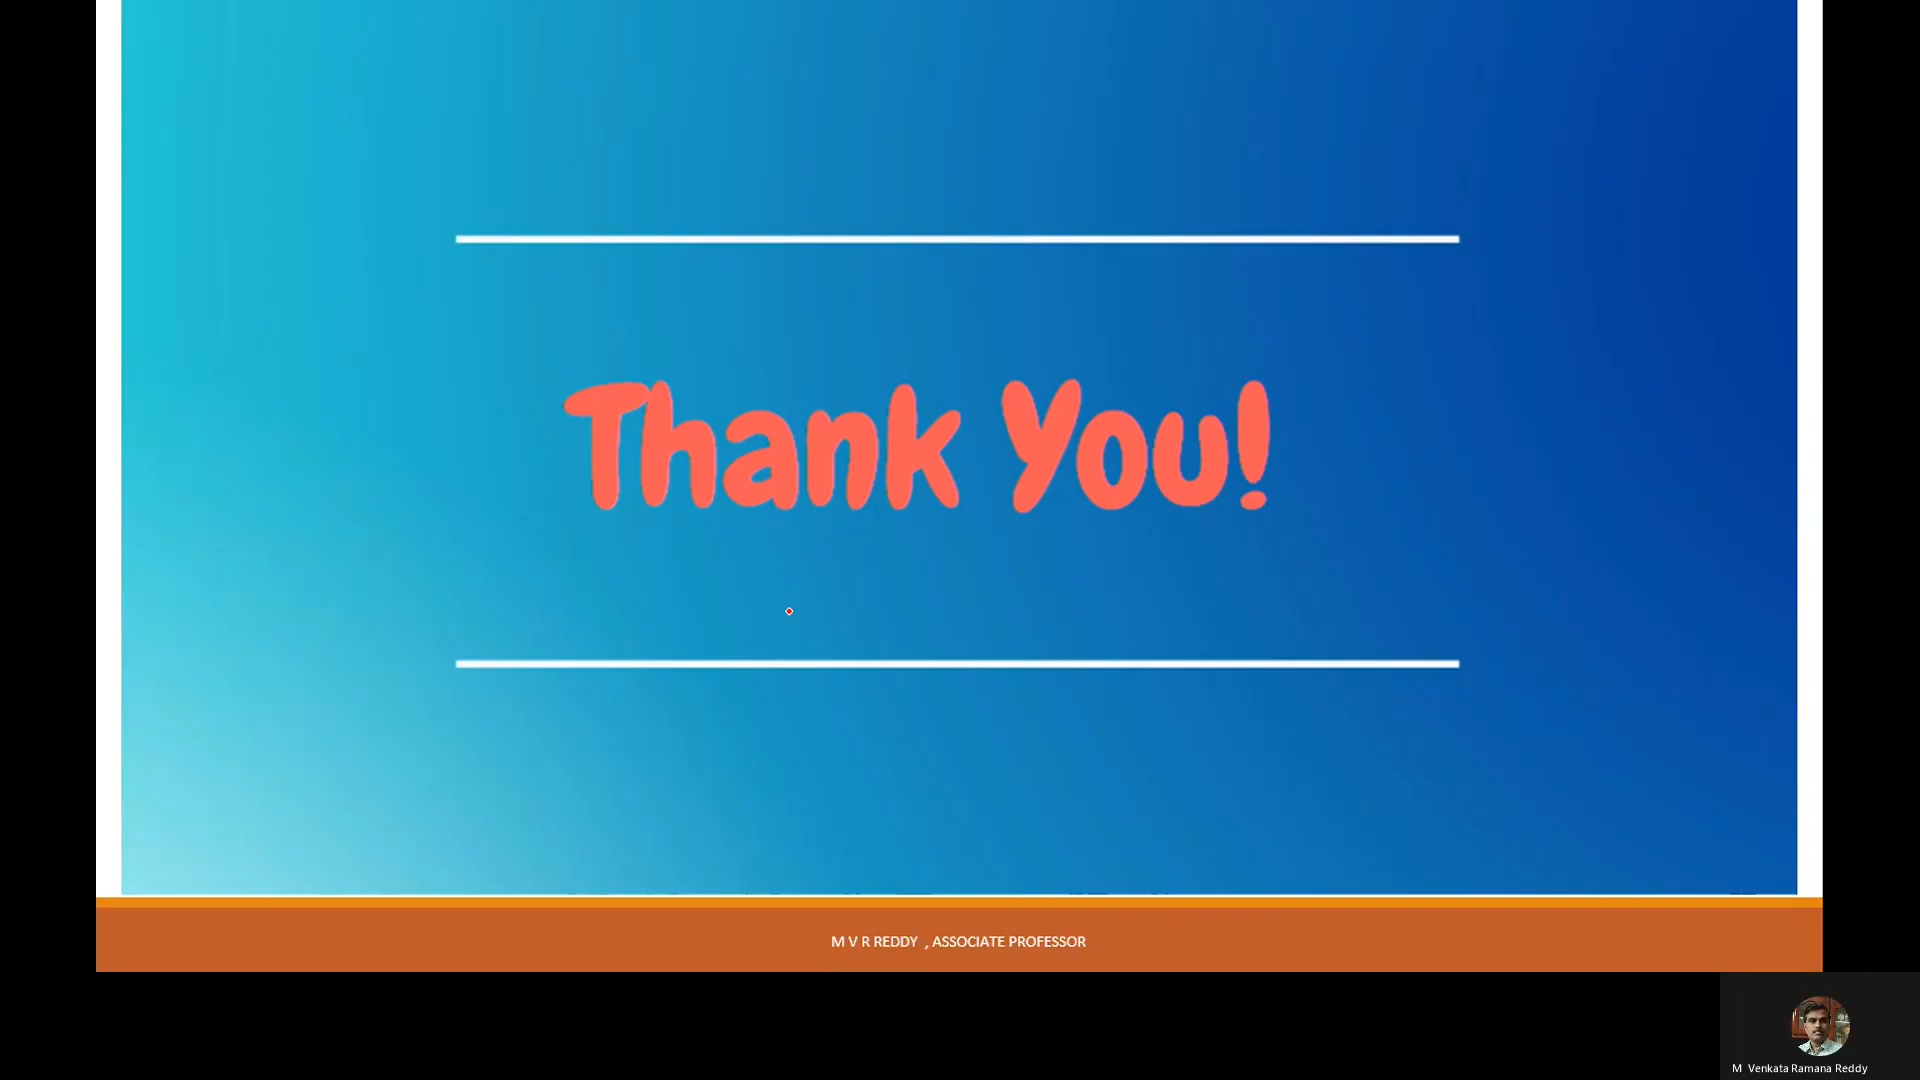 Thank You!
M V R REDDY , ASSOCIATE PROFESSOR
M Venkata Ramana Reddy